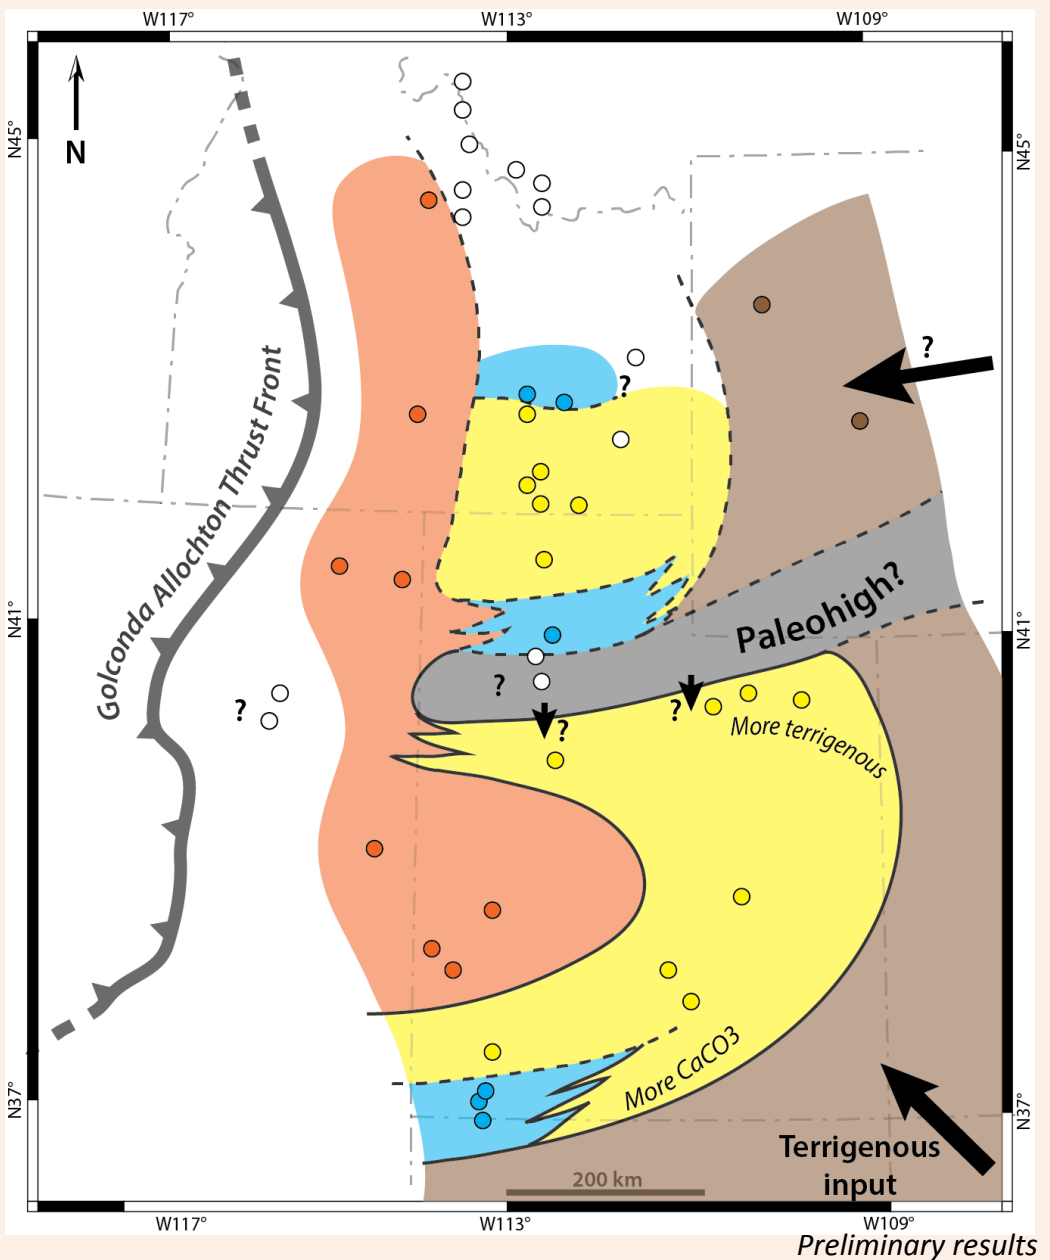 W117° W113° W109°
N45° N45°
N
?
?
Golconda Allochton Thrust Front
Paleohigh?
N41° N41°
?
?
? ?
More terrigenous
More CaCO3
N37° N37°
Terrigenous
input
200 km
W117° W113° W109°
Preliminary results